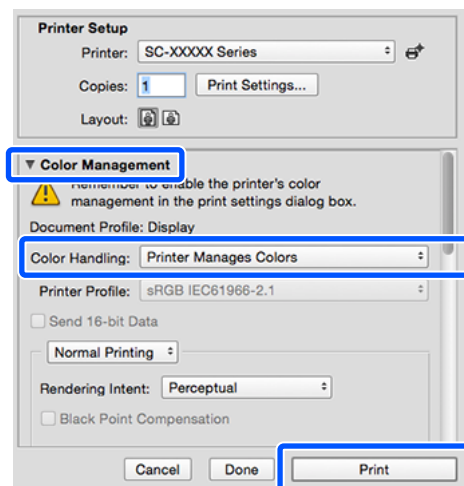 Printer Setup
Printer: SC-XXXXX Series
Copies: 1 Print Settings...
Layout:
▼ Color Management
Remember to enable the printer's color
management in the print settings dialog box.
Document Profile: Display
Color Handling: Printer Manages Colors
Printer Profile: sRGB IEC61966-2.1
Send 16-bit Data
Normal Printing
Rendering Intent: Perceptual
Black Point Compensation
Cancel Done Print